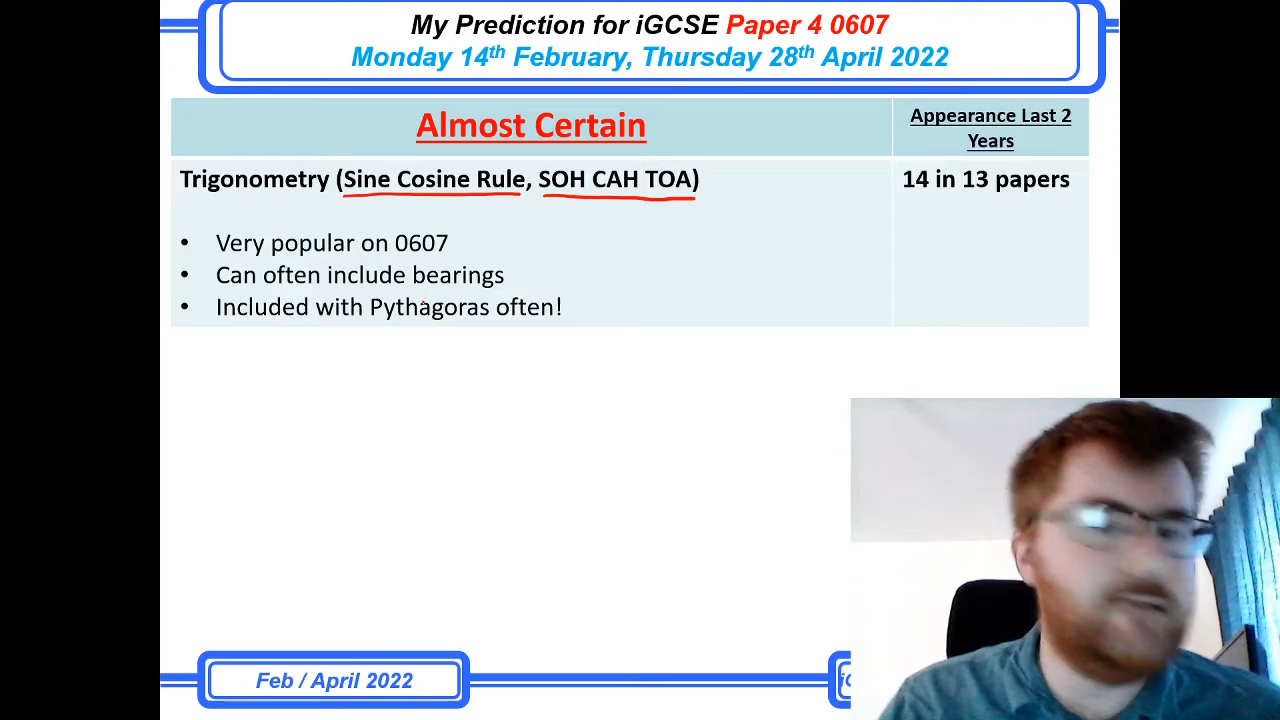 My Prediction for iGCSE Paper 4 0607
Monday 14th February, Thursday 28th April 2022
Almost Certain
Appearance Last 2
Years
Trigonometry (Sine Cosine Rule, SOH CAH TOA)
14 in 13 papers
• Very popular on 0607
• Can often include bearings
• Included with Pythagoras often!
Feb / April 2022